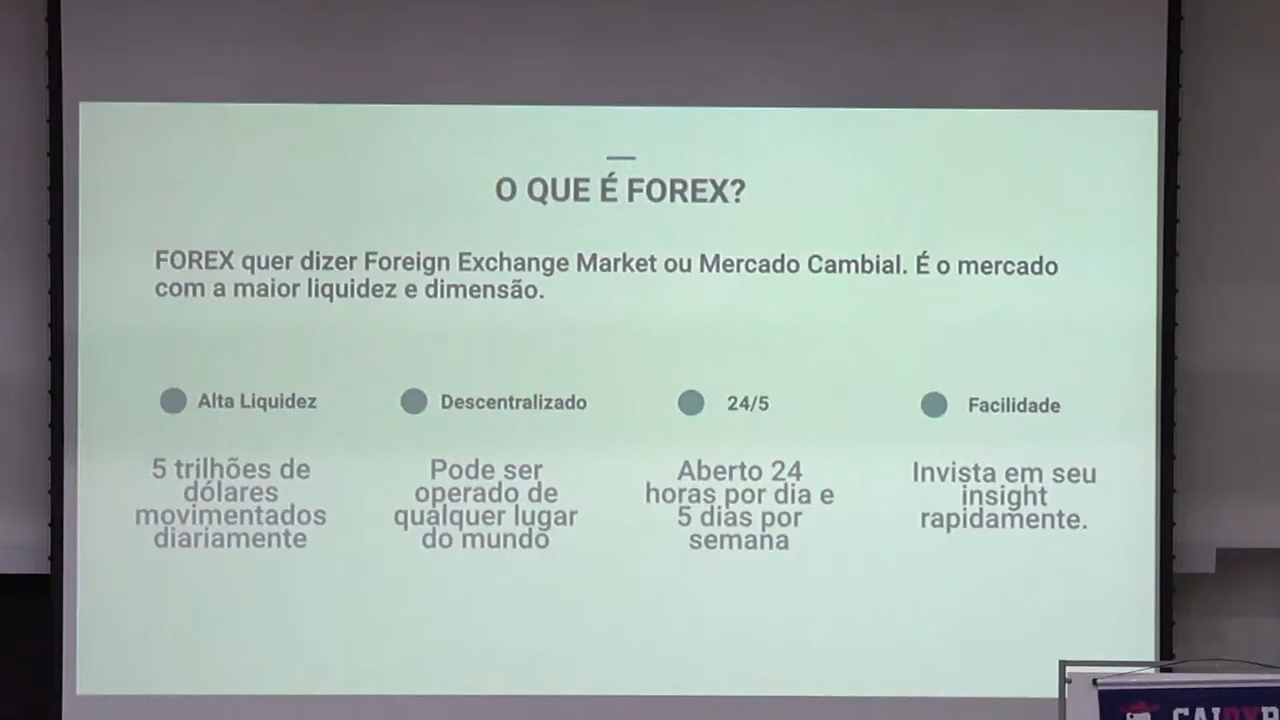 O QUE É FOREX?
FOREX quer dizer Foreign Exchange Market ou Mercado Cambial. É o mercado
com a maior liquidez e dimensão.
Alta Liquidez
5 trilhões de
dólares
movimentados
diariamente
Descentralizado
Pode ser
operado de
qualquer lugar
do mundo
24/5
Aberto 24
horas por dia e
5 dias por
semana
Facilidade
Invista em seu
insight
rapidamente.